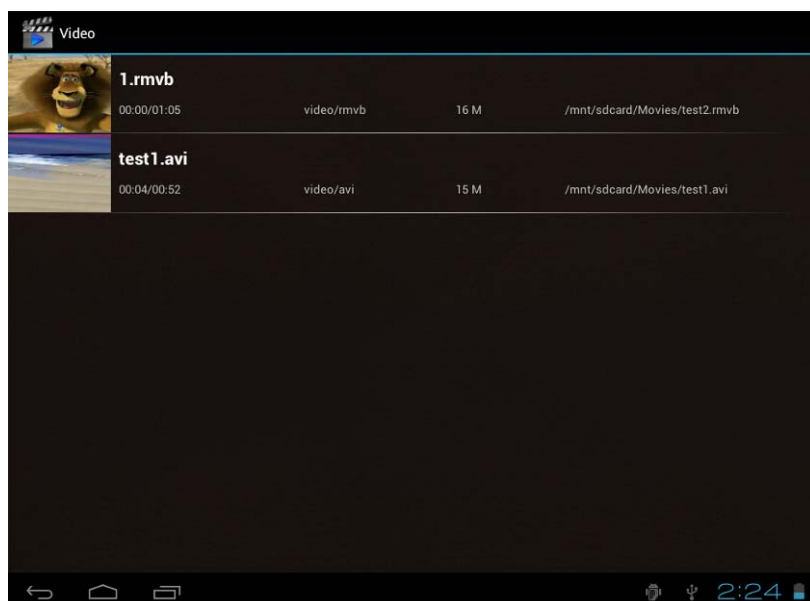 Video
1.rmvb
00:00/01:05 video/rmvb 16 M /mnt/sdcard/Movies/test2.rmvb
test1.avi
00:04/00:52 video/avi 15 M /mnt/sdcard/Movies/test1.avi
2:24